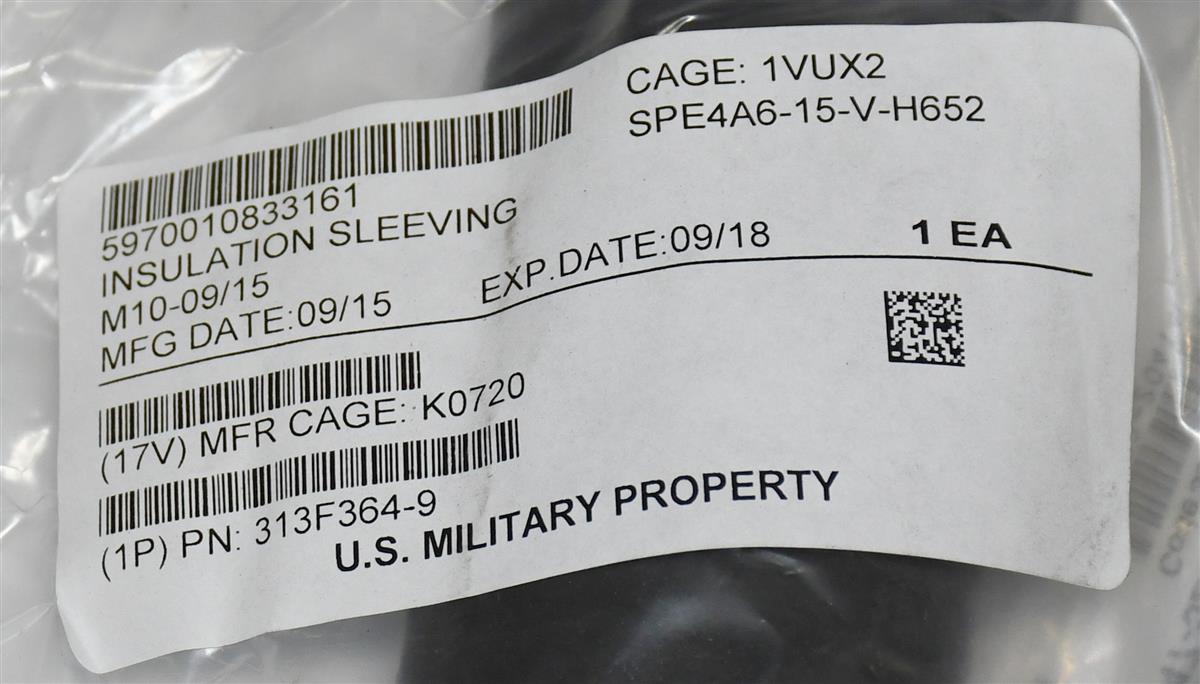 CAGE: 1VUX2
SPE4A6-15-V-H652
5970010833161
INSULATION SLEEVING
M10-09/15
MFG DATE:09/15
EXP.DATE:09/18
1 EA
(17V) MFR CAGE: K0720
(1P) PN: 313F364-9
U.S. MILITARY PROPERTY